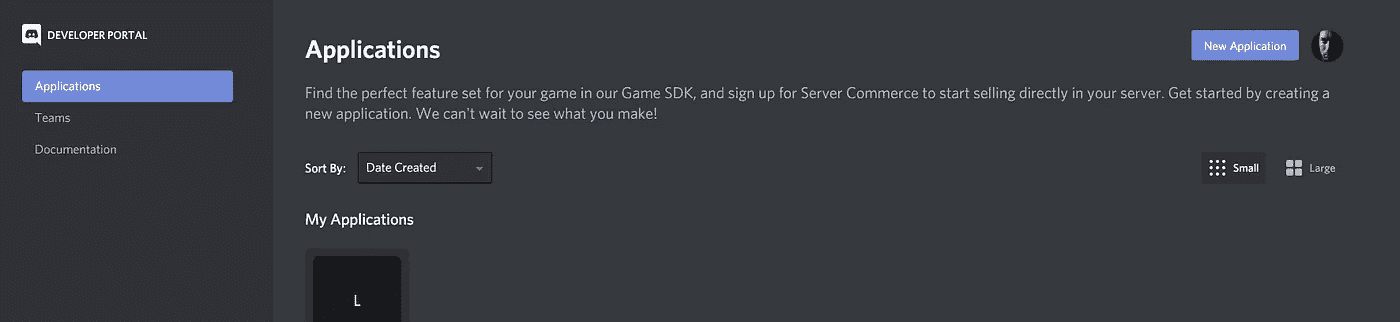 DEVELOPER PORTAL
Applications
Teams
Documentation
Applications
New Application
Find the perfect feature set for your game in our Game SDK, and sign up for Server Commerce to start selling directly in your server. Get started by creating a
new application. We can't wait to see what you make!
Sort By:
Date Created
Small
Large
My Applications
L